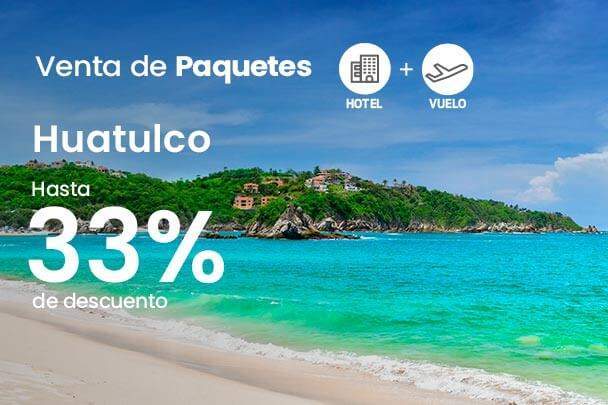 Venta de Paquetes
HOTEL + VUELO
Huatulco
Hasta
33%
de descuento